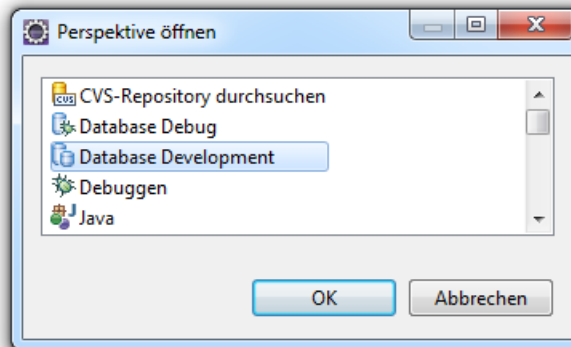 Perspektive öffnen
CVS-Repository durchsuchen
Database Debug
Database Development
Debuggen
Java
OK
Abbrechen